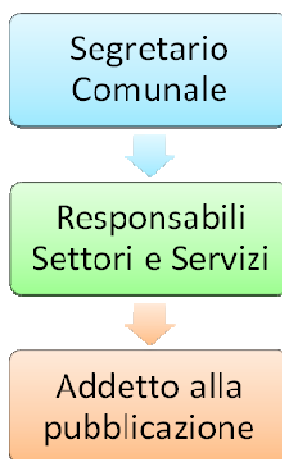 Segretario
Comunale
Responsabili
Settori e Servizi
Addetto alla
pubblicazione